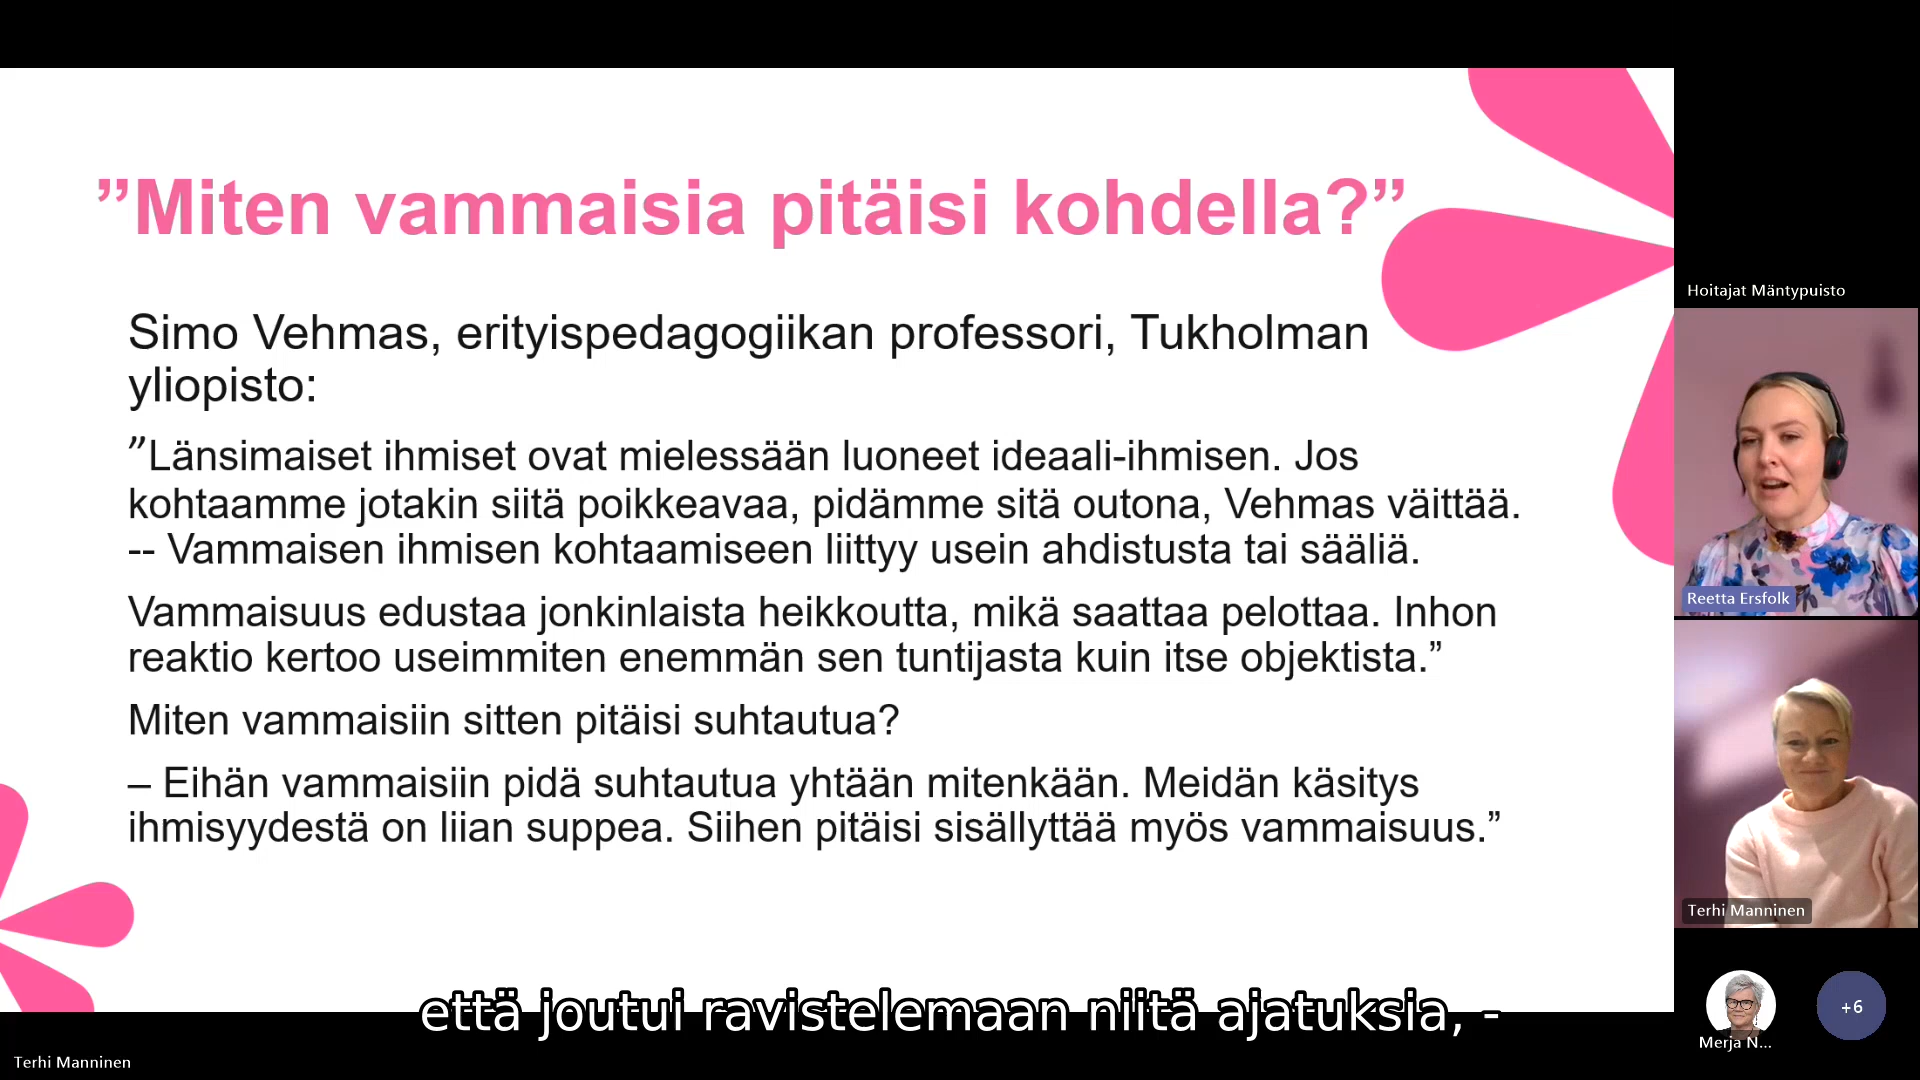 ”Miten vammaisia pitäisi kohdella?”
Simo Vehmas, erityispedagogiikan professori, Tukholman
yliopisto:
”Länsimaiset ihmiset ovat mielessään luoneet ideaali-ihmisen. Jos
kohtaamme jotakin siitä poikkeavaa, pidämme sitä outona, Vehmas väittää.
-- Vammaisen ihmisen kohtaamiseen liittyy usein ahdistusta tai sääliä.
Vammaisuus edustaa jonkinlaista heikkoutta, mikä saattaa pelottaa. Inhon
reaktio kertoo useimmiten enemmän sen tuntijasta kuin itse objektista.”
Miten vammaisiin sitten pitäisi suhtautua?
– Eihän vammaisiin pidä suhtautua yhtään mitenkään. Meidän käsitys
ihmisyydestä on liian suppea. Siihen pitäisi sisällyttää myös vammaisuus.”
että joutui ravistelemaan niitä ajatuksia, -
Terhi Manninen
Hoitajat Mäntypuisto
Reetta Ersfolk
Terhi Manninen
Merja N...
+6